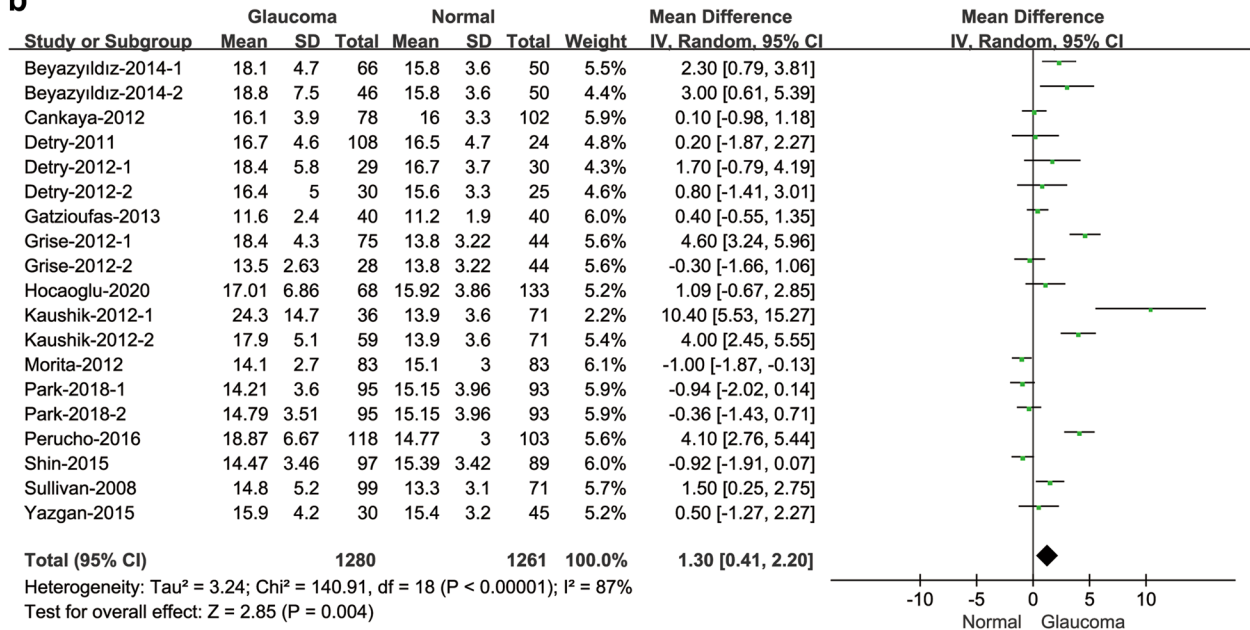 b
Glaucoma Normal Mean Difference Mean Difference
Study or Subgroup Mean SD Total Mean SD Total Weight IV, Random, 95% CI IV, Random, 95% CI
Beyazyıldız-2014-1 18.1 4.7 66 15.8 3.6 50 5.5% 2.30 [0.79, 3.81]
Beyazyıldız-2014-2 18.8 7.5 46 15.8 3.6 50 4.4% 3.00 [0.61, 5.39]
Cankaya-2012 16.1 3.9 78 16 3.3 102 5.9% 0.10 [-0.98, 1.18]
Detry-2011 16.7 4.6 108 16.5 4.7 24 4.8% 0.20 [-1.87, 2.27]
Detry-2012-1 18.4 5.8 29 16.7 3.7 30 4.3% 1.70 [-0.79, 4.19]
Detry-2012-2 16.4 5 30 15.6 3.3 25 4.6% 0.80 [-1.41, 3.01]
Gatzioufas-2013 11.6 2.4 40 11.2 1.9 40 6.0% 0.40 [-0.55, 1.35]
Grise-2012-1 18.4 4.3 75 13.8 3.22 44 5.6% 4.60 [3.24, 5.96]
Grise-2012-2 13.5 2.63 28 13.8 3.22 44 5.6% -0.30 [-1.66, 1.06]
Hocaoglu-2020 17.01 6.86 68 15.92 3.86 133 5.2% 1.09 [-0.67, 2.85]
Kaushik-2012-1 24.3 14.7 36 13.9 3.6 71 2.2% 10.40 [5.53, 15.27]
Kaushik-2012-2 17.9 5.1 59 13.9 3.6 71 5.4% 4.00 [2.45, 5.55]
Morita-2012 14.1 2.7 83 15.1 3 83 6.1% -1.00 [-1.87, -0.13]
Park-2018-1 14.21 3.6 95 15.15 3.96 93 5.9% -0.94 [-2.02, 0.14]
Park-2018-2 14.79 3.51 95 15.15 3.96 93 5.9% -0.36 [-1.43, 0.71]
Perucho-2016 18.87 6.67 118 14.77 3 103 5.6% 4.10 [2.76, 5.44]
Shin-2015 14.47 3.46 97 15.39 3.42 89 6.0% -0.92 [-1.91, 0.07]
Sullivan-2008 14.8 5.2 99 13.3 3.1 71 5.7% 1.50 [0.25, 2.75]
Yazgan-2015 15.9 4.2 30 15.4 3.2 45 5.2% 0.50 [-1.27, 2.27]
Total (95% CI) 1280 1261 100.0% 1.30 [0.41, 2.20]
Heterogeneity: Tau² = 3.24; Chi² = 140.91, df = 18 (P < 0.00001); I² = 87%
Test for overall effect: Z = 2.85 (P = 0.004)
-10 -5 0 5 10
Normal Glaucoma